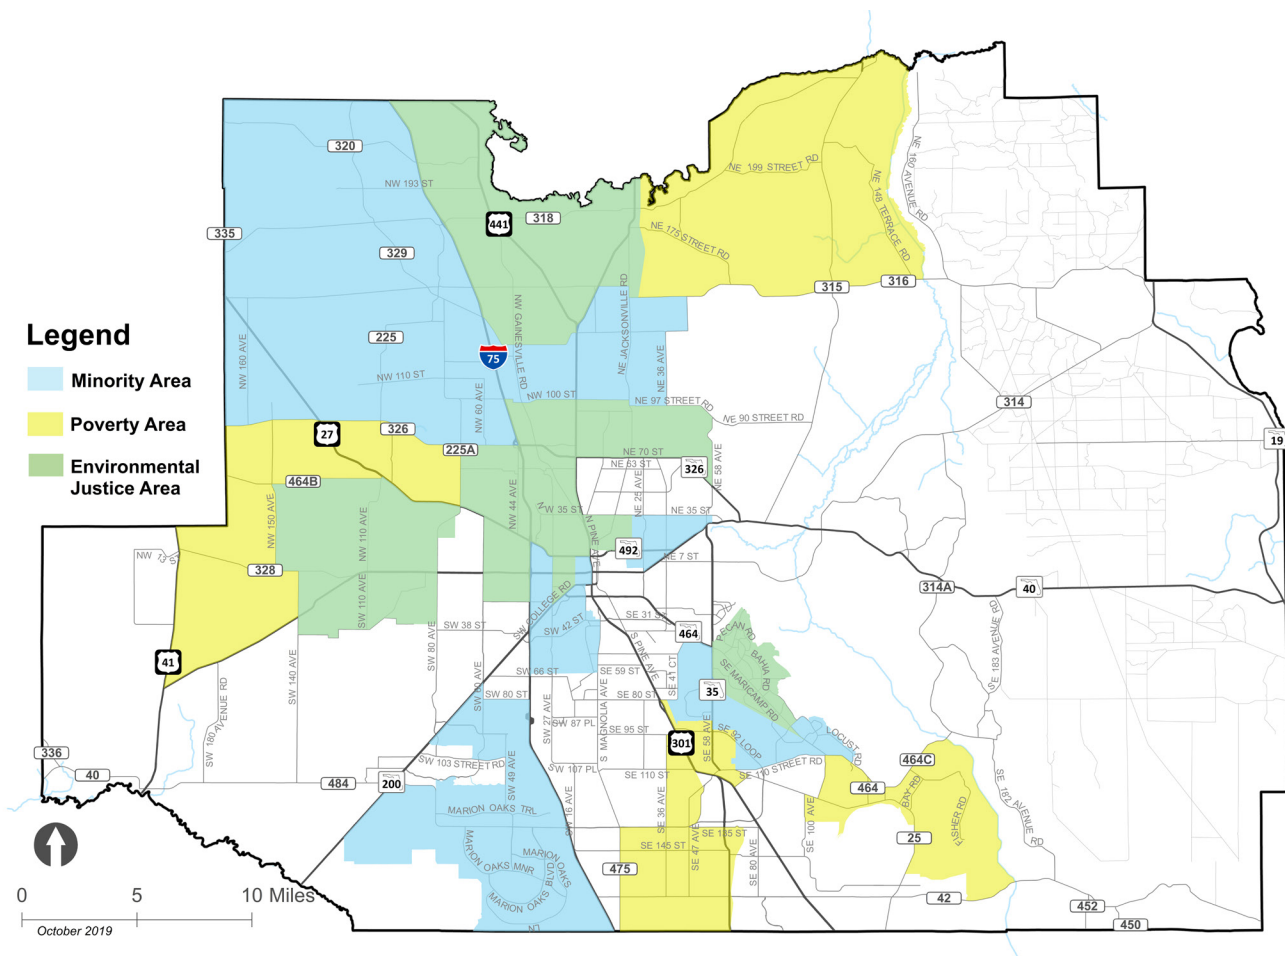 320
NW 193 ST
335
329
441
318
NE 199 STREET RD
NE 160 AVENUE RD
NE 148 TERRACE RD
NE 175 STREET RD
315
316
Legend
Minority Area
Poverty Area
Environmental
Justice Area
225
NW 160 AVE
NW 110 ST
75
NW GAINESVILLE RD
NE JACKSONVILLE RD
NE 36 AVE
NW 60 AVE
NW 100 ST
NE 97 STREET RD
NE 90 STREET RD
314
19
27
326
225A
464B
NE 70 ST
NE 63 ST
326
NE 58 AVE
NE 25 AVE
NW 44 AVE
NW 35 ST
NE 35 ST
N PINE AVE
NW 150 AVE
NW 110 AVE
492
NE 7 ST
328
SW 110 AVE
314A
40
SW COLLEGE RD
SW 42 ST
SE 31 ST
464
SW 38 ST
SW 80 AVE
S PINE AVE
PECAN RD
BAHIA RD
SE MARICAMP RD
SE 183 AVENUE RD
41
SW 140 AVE
SW 180 AVENUE RD
SW 66 ST
SE 59 ST
SE 41 CT
35
SW 80 ST
SE 80 ST
SW 27 AVE
S MAGNOLIA AVE
SW 87 PL
SE 95 ST
301
SE 58 AVE
SE 92 LOOP
LOCUST RD
336
40
484
200
SW 103 STREET RD
SW 49 AVE
SW 107 PL
SE 110 ST
SE 110 STREET RD
464C
464
BAY RD
FISHER RD
SE 182 AVENUE RD
MARION OAKS TRL
SW 16 AVE
SE 36 AVE
SE 47 AVE
SE 135 ST
SE 145 ST
SE 80 AVE
SE 100 AVE
25
MARION OAKS MNR
MARION OAKS BLVD
475
42
452
450
0 5 10 Miles
October 2019